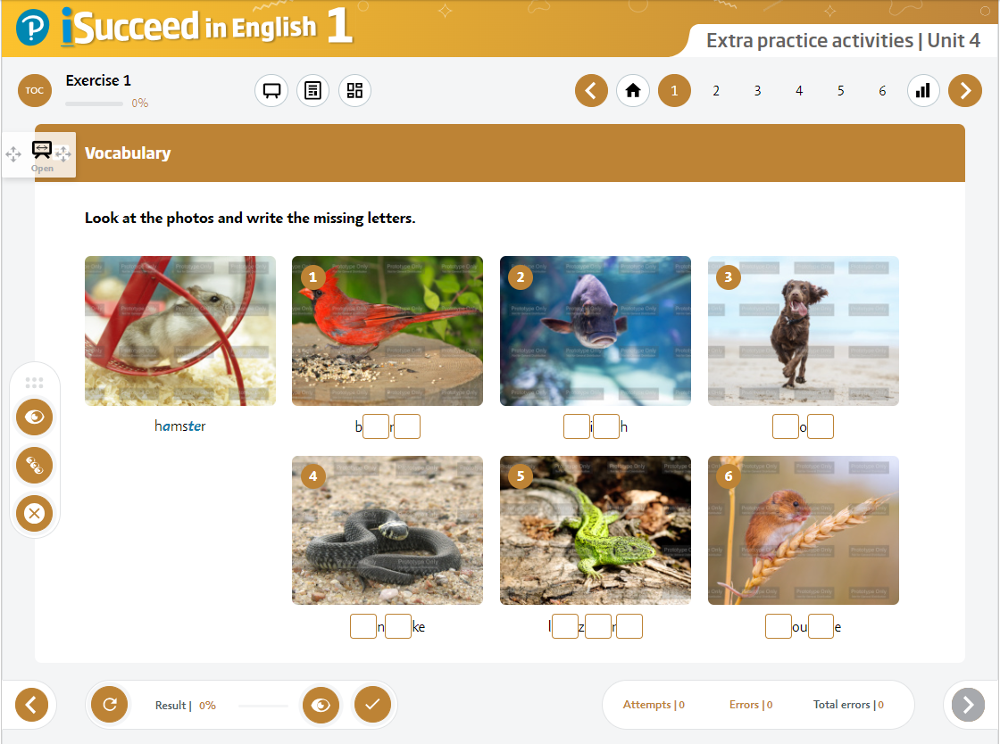 iSucceed in English 1
Extra practice activities | Unit 4
TOC
Exercise 1
0%
1 2 3 4 5 6
Open
Vocabulary
Look at the photos and write the missing letters.
Prototype Only
1
2
3
hamster
b r
i h
o
4
5
6
n ke
l z r
ou e
Result | 0%
Attempts | 0
Errors | 0
Total errors | 0